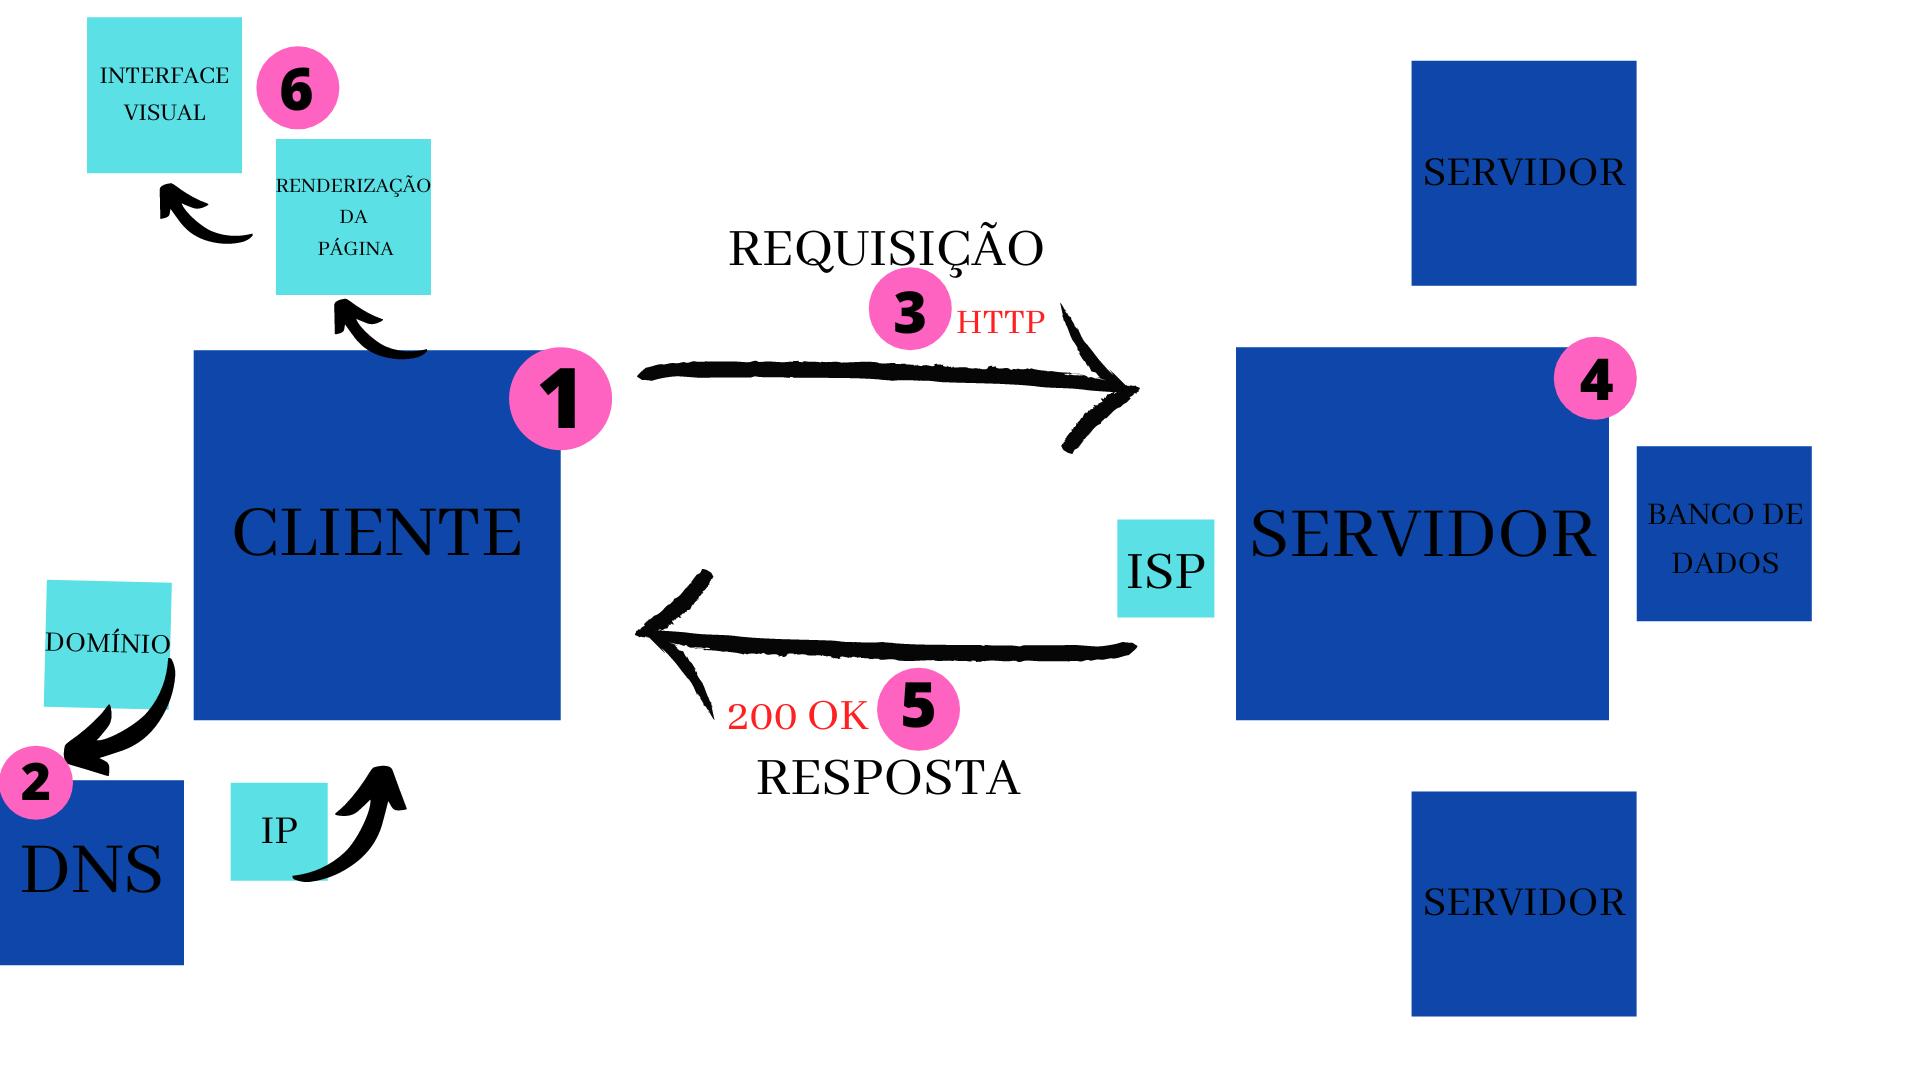 INTERFACE
VISUAL
6
RENDERIZAÇÃO
DA
PÁGINA
REQUISIÇÃO
3
HTTP
SERVIDOR
1
CLIENTE
4
SERVIDOR
BANCO DE
DADOS
ISP
DOMÍNIO
200 OK
5
RESPOSTA
2
DNS
IP
SERVIDOR